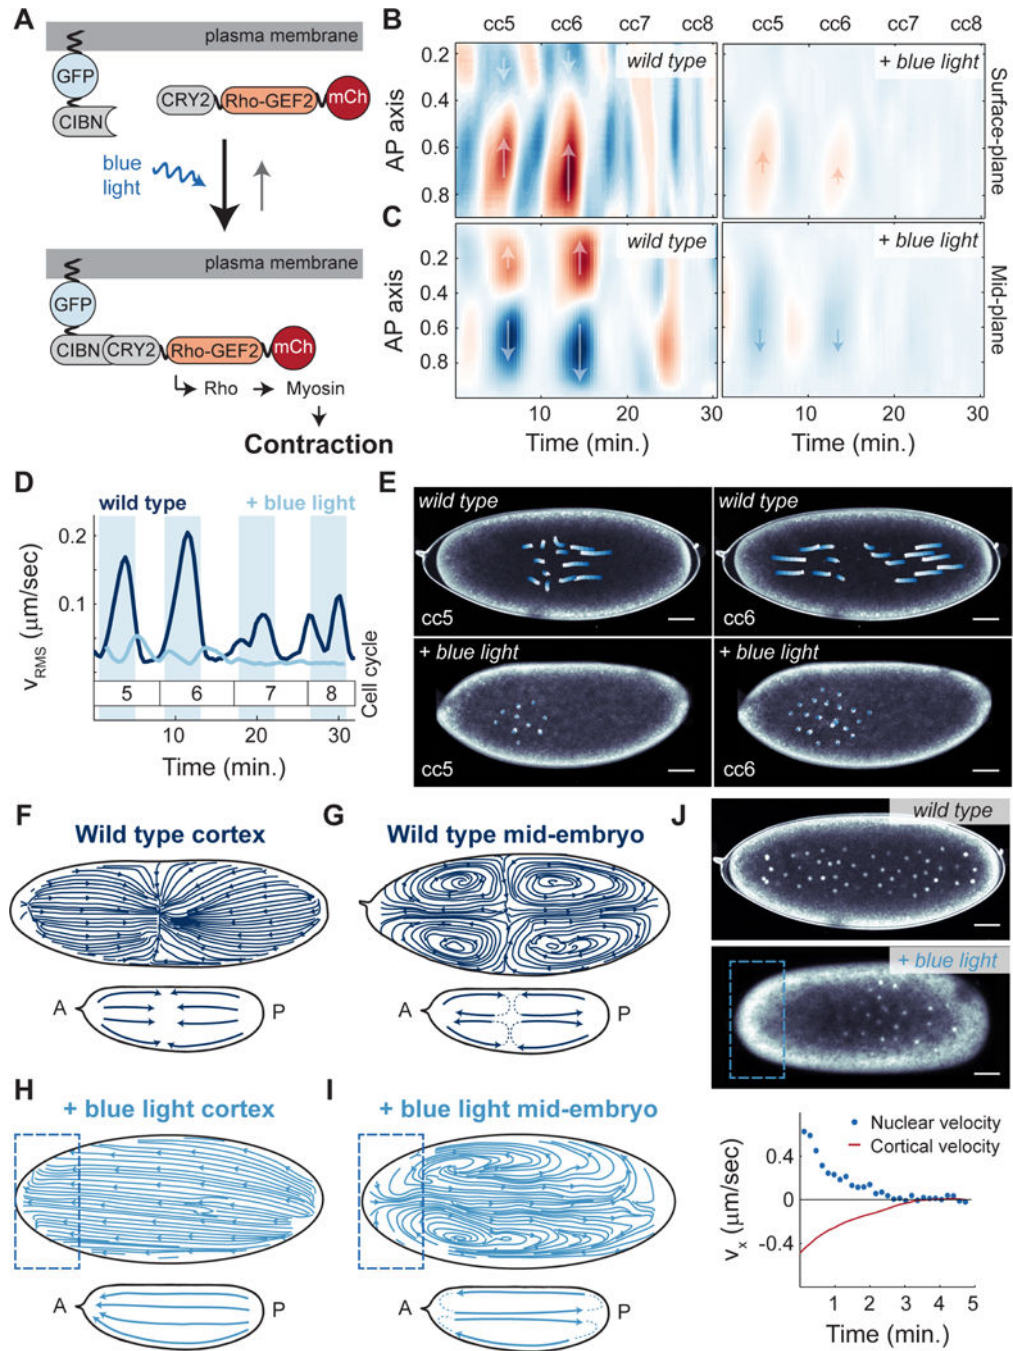 A
plasma membrane
GFP
CIBN
CRY2
Rho-GEF2
mCh
blue
light
plasma membrane
GFP
CIBN
CRY2
Rho-GEF2
mCh
Rho
Myosin
Contraction
B
cc5
cc6
cc7
cc8
cc5
cc6
cc7
cc8
AP axis
0.2
0.4
0.6
0.8
wild type
+ blue light
Surface-plane
C
AP axis
0.2
0.4
0.6
0.8
wild type
+ blue light
Mid-plane
10
20
30
10
20
30
Time (min.)
Time (min.)
D
wild type
+ blue light
vRMS (μm/sec)
0.2
0.1
5
6
7
8
Cell cycle
10
20
30
Time (min.)
E
wild type
cc5
wild type
cc6
+ blue light
cc5
+ blue light
cc6
F
Wild type cortex
A
P
G
Wild type mid-embryo
A
P
H
+ blue light cortex
A
P
I
+ blue light mid-embryo
A
P
J
wild type
+ blue light
Nuclear velocity
Cortical velocity
vx (μm/sec)
0.4
0
-0.4
1
2
3
4
5
Time (min.)